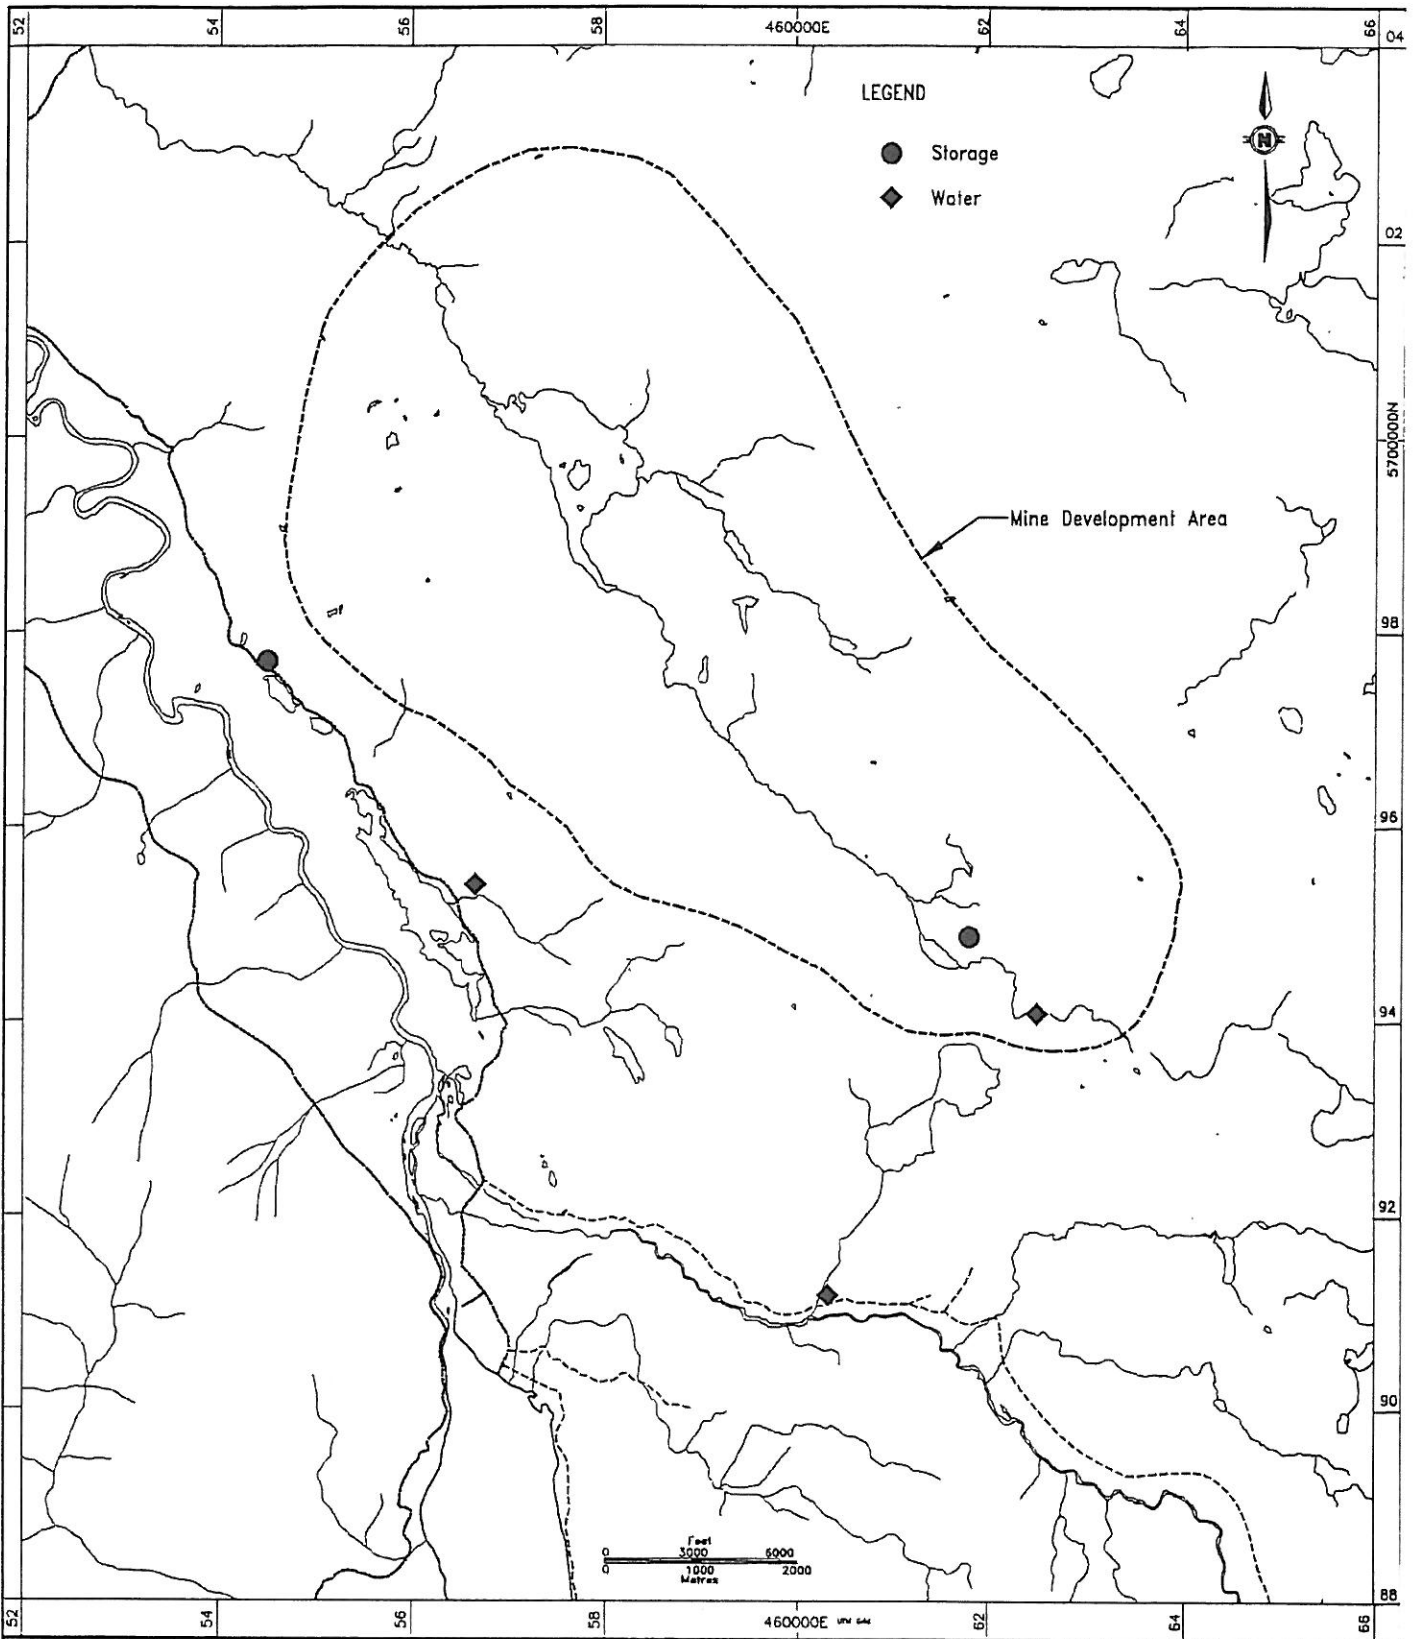 52 54 56 58 460000E 62 64 66
04
LEGEND
N
Storage
Water
02
5700000N
Mine Development Area
98
96
94
92
90
Feet
0 3000 6000
0 1000 2000
Metres
88
52 54 56 58 460000E UTM Grid 62 64 66